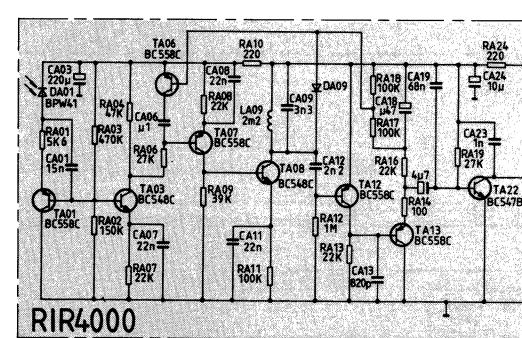 TA06
BC558C
RA10
220
RA24
220
CA03
220µ
DA01
BPW41
CA08
22n
RA08
22K
LA09
2m2
CA09
3n3
DA09
RA18
100K
CA18
µ47
CA19
68n
CA24
10µ
RA04
47K
CA06
µ1
RA03
470K
RA17
100K
CA23
1n
RA01
5K6
CA01
15n
RA06
27K
TA07
BC558C
RA16
22K
RA19
27K
TA08
BC548C
CA12
2n2
4µ7
TA01
BC558C
TA03
BC548C
RA09
39K
TA12
BC558C
RA14
100
TA22
BC547B
RA02
150K
CA07
22n
CA11
22n
RA12
1M
RA13
22K
TA13
BC558C
RA07
22K
RA11
100K
CA13
820p
RIR4000